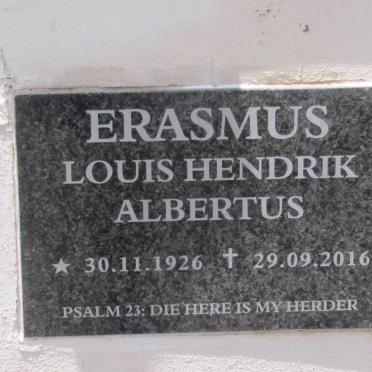 ERASMUS
LOUIS HENDRIK
ALBERTUS
★ 30.11.1926 ✝ 29.09.2016
PSALM 23: DIE HERE IS MY HERDER